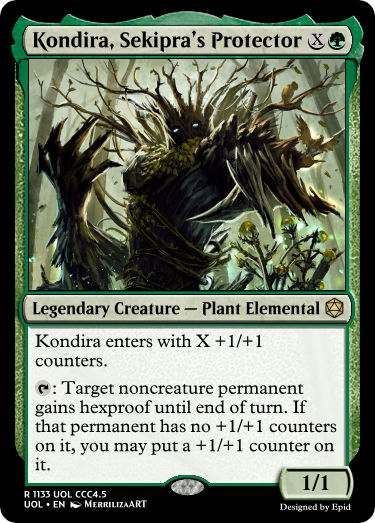 Kondira, Sekipra's Protector X
Legendary Creature — Plant Elemental
Kondira enters with X +1/+1
counters.
: Target noncreature permanent
gains hexproof until end of turn. If
that permanent has no +1/+1 counters
on it, you may put a +1/+1 counter on
it.
1/1
R 1133 UOL CCC4.5
UOL • EN MerrilizaART
Designed by Epid